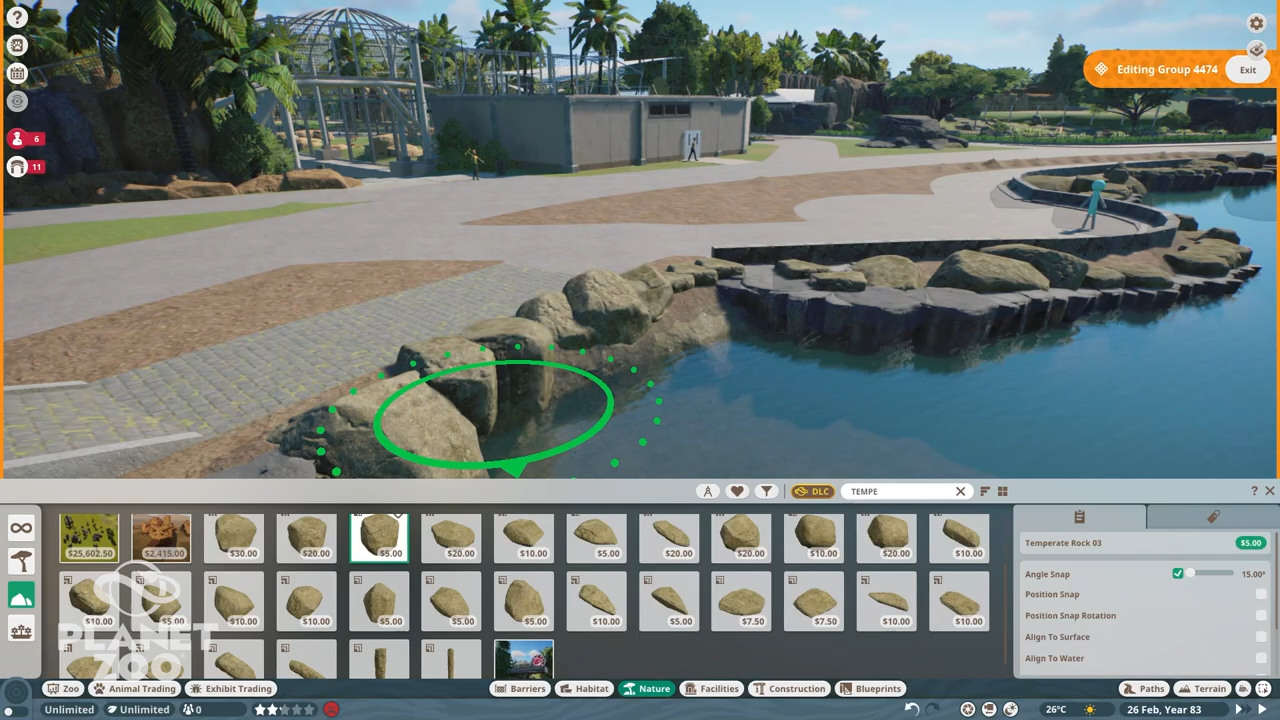 ?
Editing Group 4474
Exit
6
11
DLC
TEMPE
?
$25,602.50
$2,415.00
$30.00
$20.00
$5.00
$20.00
$10.00
$5.00
$20.00
$20.00
$10.00
$20.00
$10.00
$10.00
$5.00
$10.00
$10.00
$5.00
$5.00
$5.00
$10.00
$5.00
$7.50
$7.50
$10.00
$10.00
Temperate Rock 03
$5.00
Angle Snap
15.00°
Position Snap
Position Snap Rotation
Align To Surface
Align To Water
PLANET
ZOO
Zoo
Animal Trading
Exhibit Trading
Barriers
Habitat
Nature
Facilities
Construction
Blueprints
Paths
Terrain
Unlimited
Unlimited
0
26°C
26 Feb, Year 83